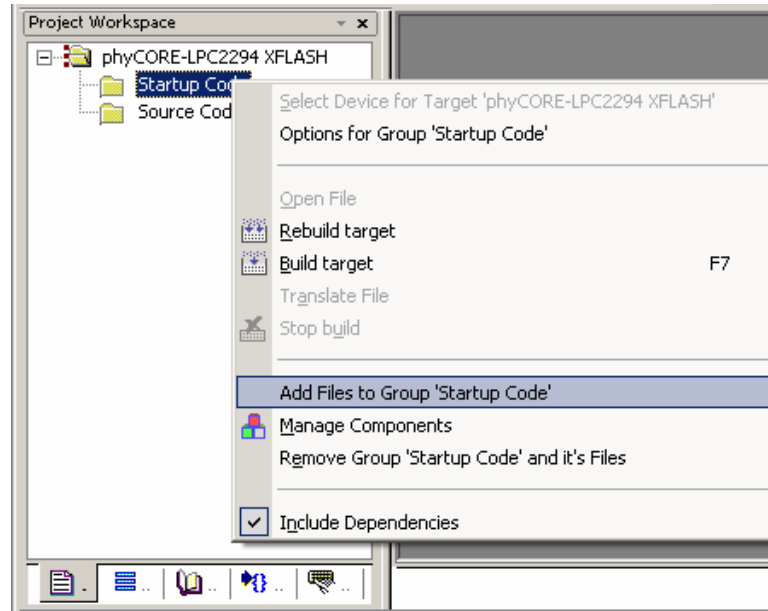 Project Workspace
phyCORE-LPC2294 XFLASH
Startup Cod
Source Cod
Select Device for Target 'phyCORE-LPC2294 XFLASH'
Options for Group 'Startup Code'
Open File
Rebuild target
Build target F7
Translate File
Stop build
Add Files to Group 'Startup Code'
Manage Components
Remove Group 'Startup Code' and it's Files
Include Dependencies